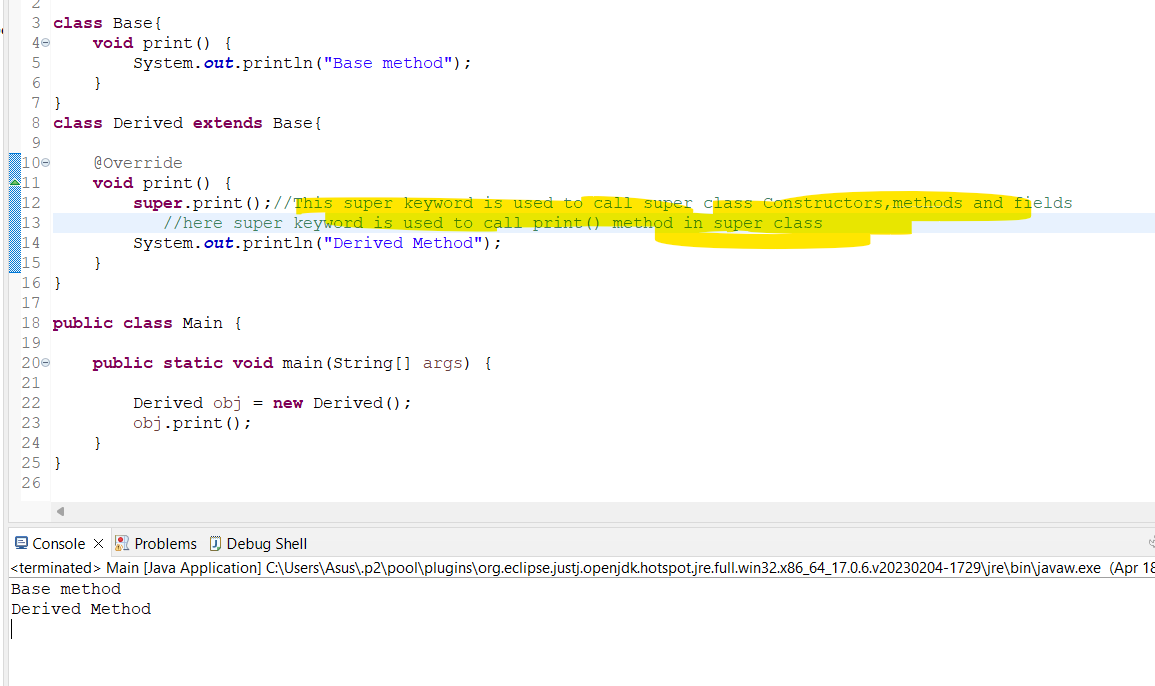 2
3 class Base{
4 void print() {
5 System.out.println("Base method");
6 }
7 }
8 class Derived extends Base{
9
10 @Override
11 void print() {
12 super.print();//This super keyword is used to call super class Constructors,methods and fields
13 //here super keyword is used to call print() method in super class
14 System.out.println("Derived Method");
15 }
16 }
17
18 public class Main {
19
20 public static void main(String[] args) {
21
22 Derived obj = new Derived();
23 obj.print();
24 }
25 }
26
Console Problems Debug Shell
<terminated> Main [Java Application] C:\Users\Asus\.p2\pool\plugins\org.eclipse.justj.openjdk.hotspot.jre.full.win32.x86_64_17.0.6.v20230204-1729\jre\bin\javaw.exe (Apr 18
Base method
Derived Method